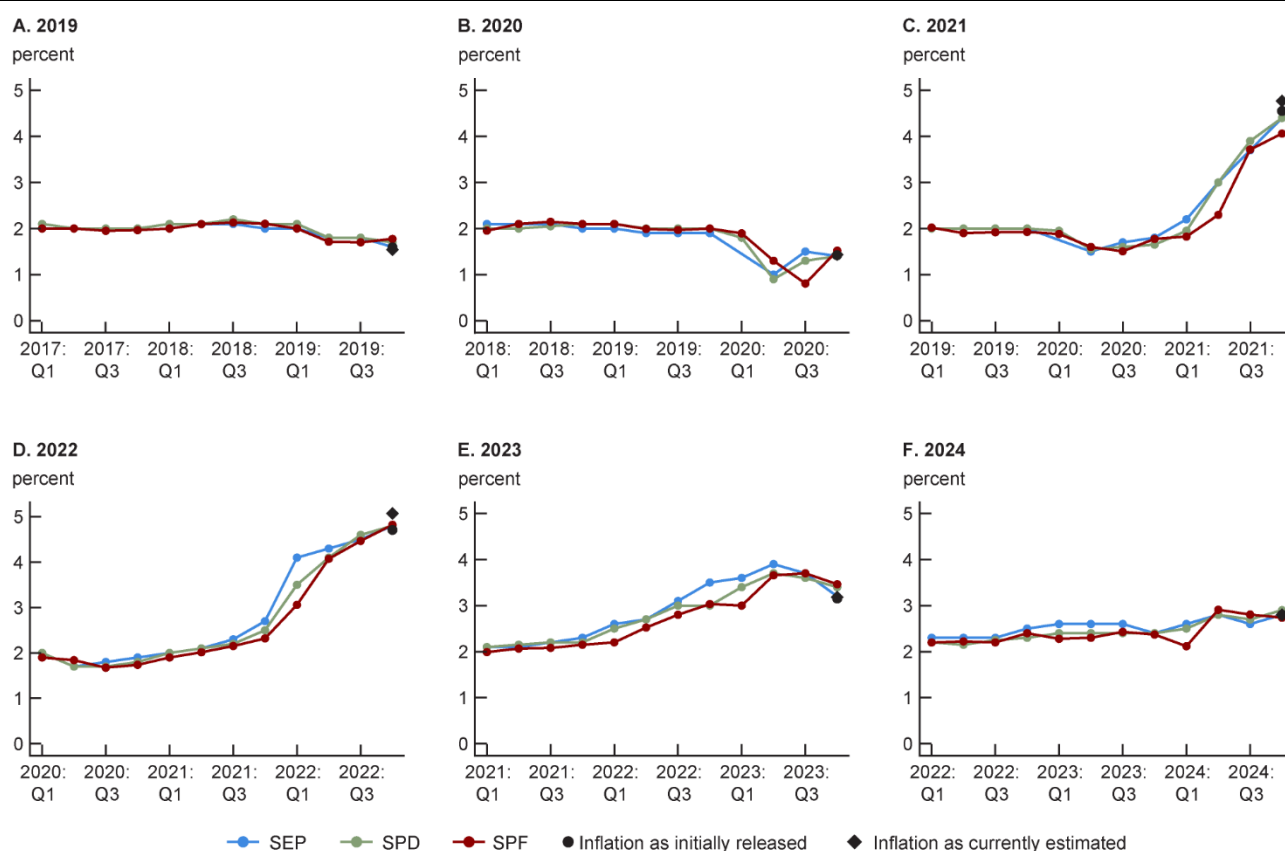 A. 2019
percent
5
4
3
2
1
0
2017: 2017: 2018: 2018: 2019: 2019:
Q1 Q3 Q1 Q3 Q1 Q3
B. 2020
percent
5
4
3
2
1
0
2018: 2018: 2019: 2019: 2020: 2020:
Q1 Q3 Q1 Q3 Q1 Q3
C. 2021
percent
5
4
3
2
1
0
2019: 2019: 2020: 2020: 2021: 2021:
Q1 Q3 Q1 Q3 Q1 Q3
D. 2022
percent
5
4
3
2
1
0
2020: 2020: 2021: 2021: 2022: 2022:
Q1 Q3 Q1 Q3 Q1 Q3
E. 2023
percent
5
4
3
2
1
0
2021: 2021: 2022: 2022: 2023: 2023:
Q1 Q3 Q1 Q3 Q1 Q3
F. 2024
percent
5
4
3
2
1
0
2022: 2022: 2023: 2023: 2024: 2024:
Q1 Q3 Q1 Q3 Q1 Q3
SEP SPD SPF Inflation as initially released Inflation as currently estimated